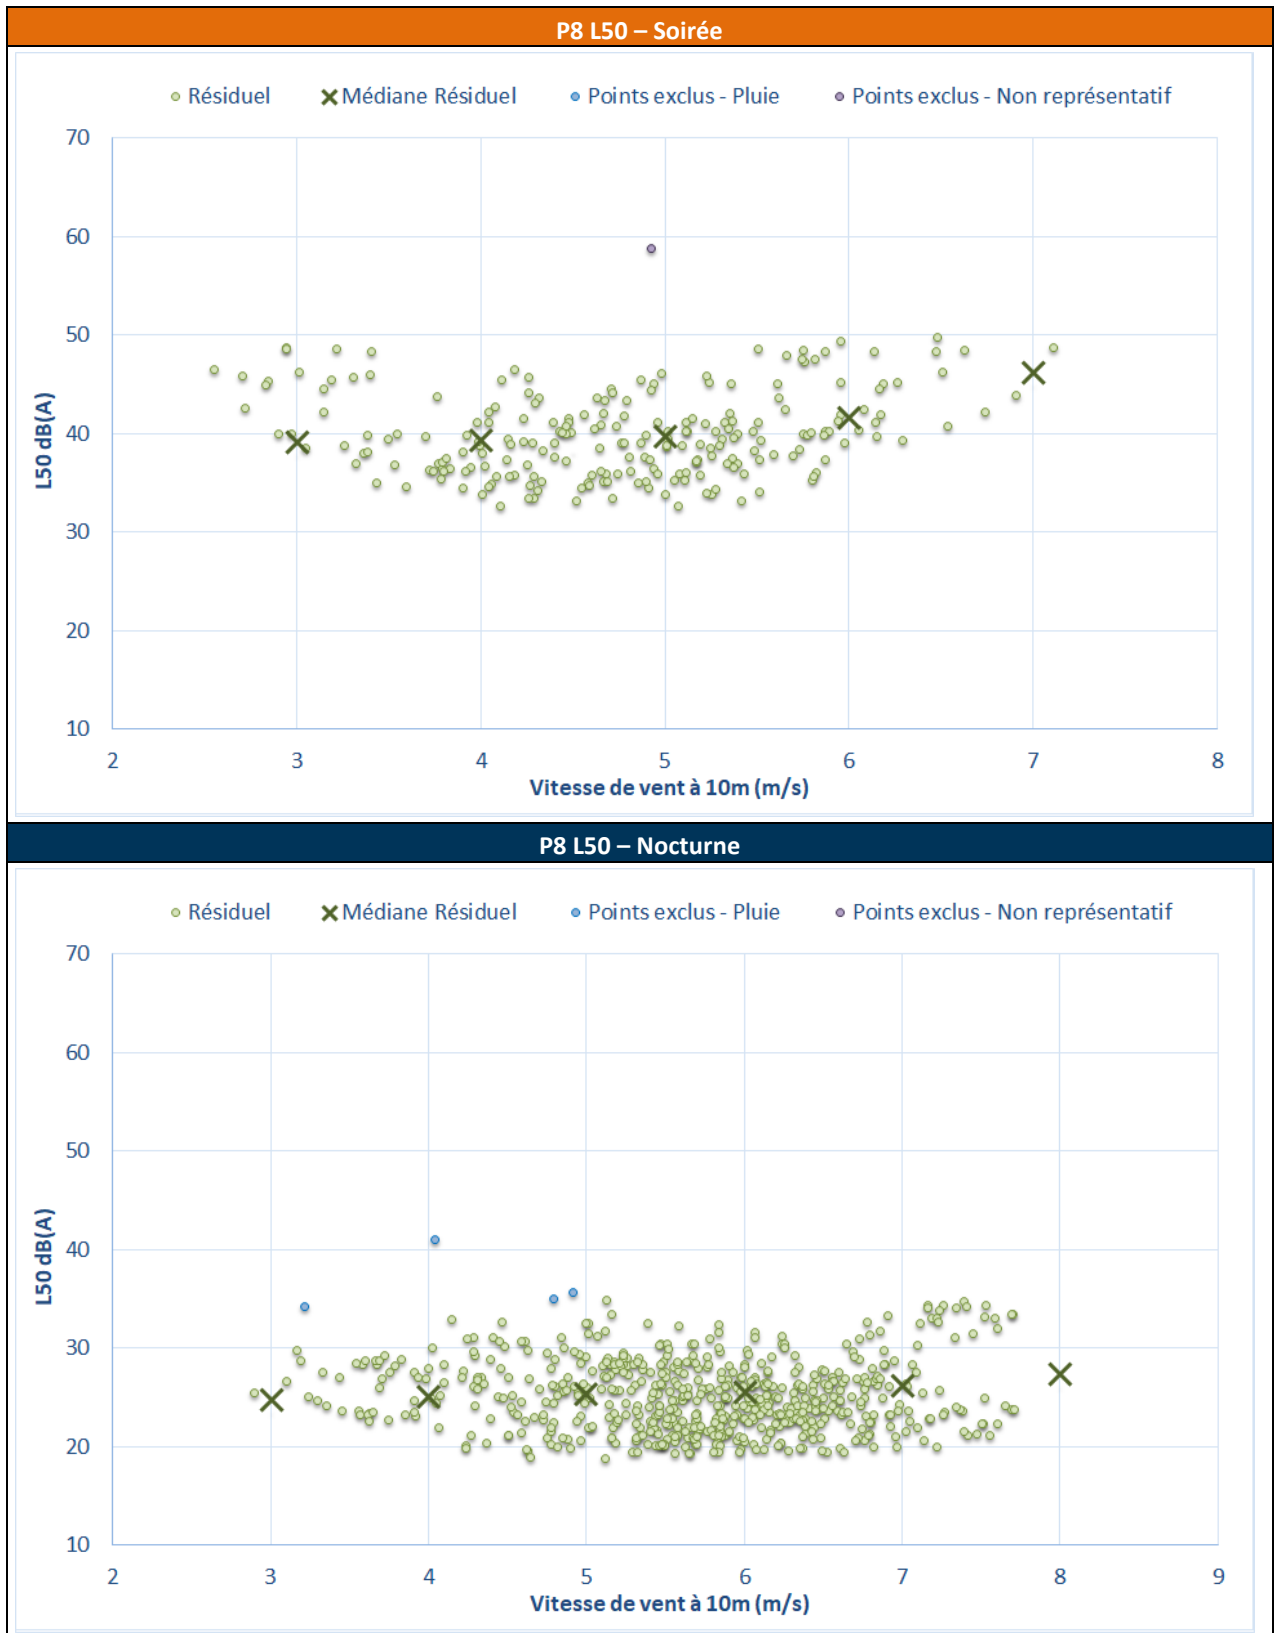 P8 L50 – Soirée
Résiduel Médiane Résiduel Points exclus - Pluie Points exclus - Non représentatif
70
60
50
40
30
20
10
L50 dB(A)
2 3 4 5 6 7 8
Vitesse de vent à 10m (m/s)
P8 L50 – Nocturne
Résiduel Médiane Résiduel Points exclus - Pluie Points exclus - Non représentatif
70
60
50
40
30
20
10
L50 dB(A)
2 3 4 5 6 7 8 9
Vitesse de vent à 10m (m/s)